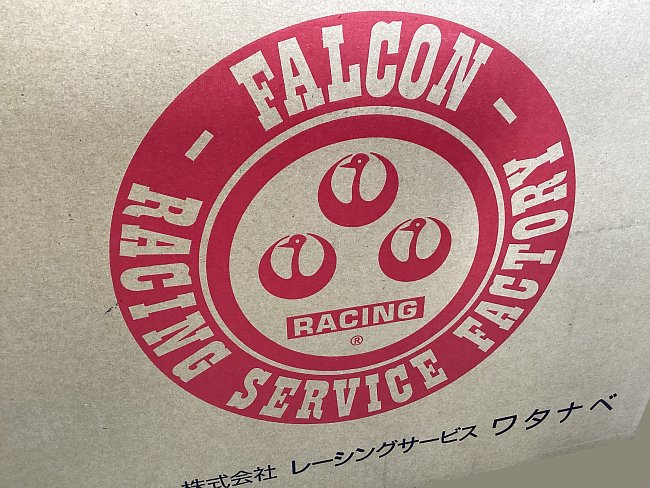 - FALCON -
RACING SERVICE FACTORY
RACING
®
株式会社 レーシングサービス ワタナベ